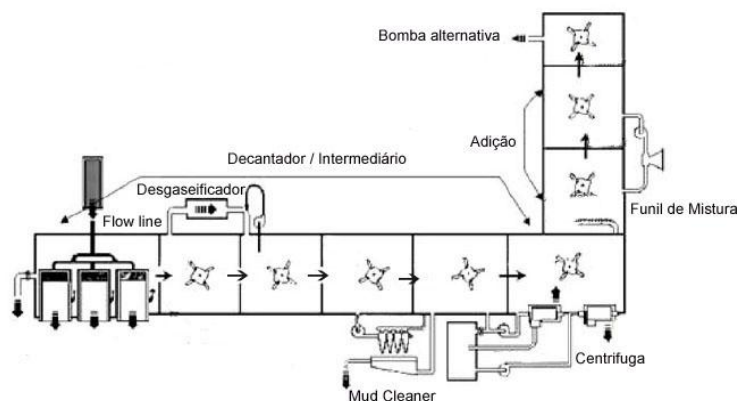 Bomba alternativa
Adição
Decantador / Intermediário
Desgaseificador
Flow line
Funil de Mistura
Centrifuga
Mud Cleaner